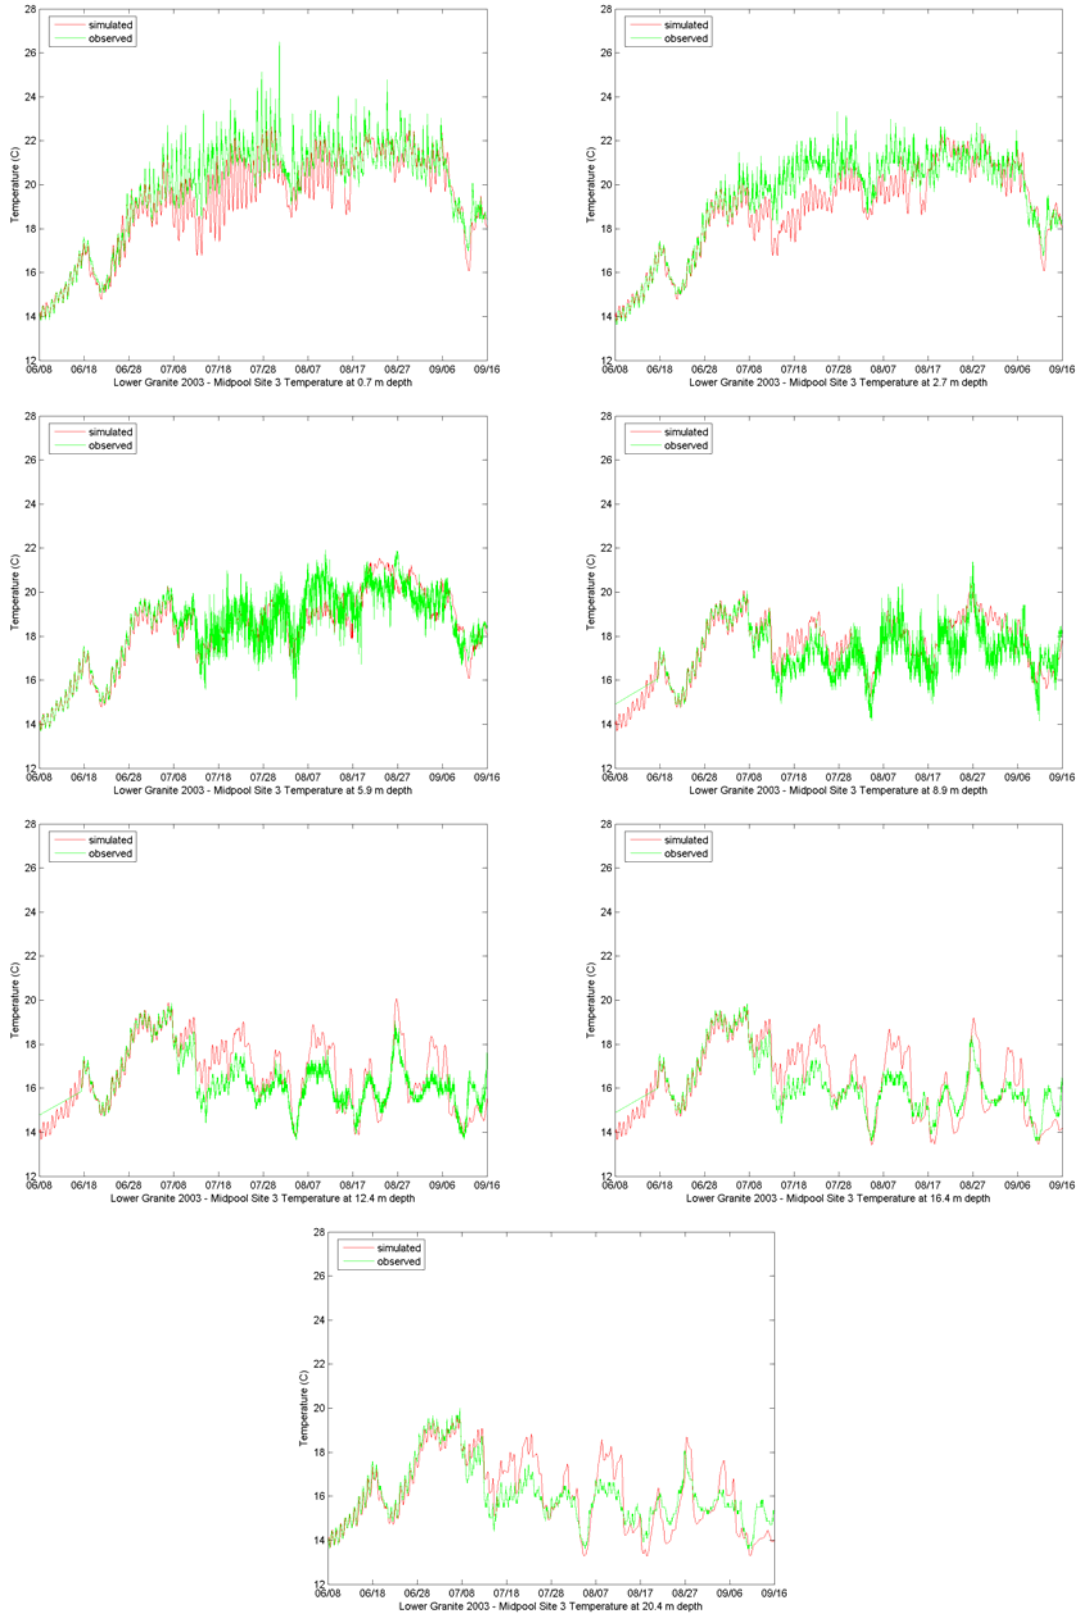 28
26
24
22
20
18
16
14
12
Temperature (C)
simulated
observed
06/08 06/18 06/28 07/08 07/18 07/28 08/07 08/17 08/27 09/06 09/16
Lower Granite 2003 - Midpool Site 3 Temperature at 0.7 m depth
28
26
24
22
20
18
16
14
12
Temperature (C)
simulated
observed
06/08 06/18 06/28 07/08 07/18 07/28 08/07 08/17 08/27 09/06 09/16
Lower Granite 2003 - Midpool Site 3 Temperature at 2.7 m depth
28
26
24
22
20
18
16
14
12
Temperature (C)
simulated
observed
06/08 06/18 06/28 07/08 07/18 07/28 08/07 08/17 08/27 09/06 09/16
Lower Granite 2003 - Midpool Site 3 Temperature at 5.9 m depth
28
26
24
22
20
18
16
14
12
Temperature (C)
simulated
observed
06/08 06/18 06/28 07/08 07/18 07/28 08/07 08/17 08/27 09/06 09/16
Lower Granite 2003 - Midpool Site 3 Temperature at 8.9 m depth
28
26
24
22
20
18
16
14
12
Temperature (C)
simulated
observed
06/08 06/18 06/28 07/08 07/18 07/28 08/07 08/17 08/27 09/06 09/16
Lower Granite 2003 - Midpool Site 3 Temperature at 12.4 m depth
28
26
24
22
20
18
16
14
12
Temperature (C)
simulated
observed
06/08 06/18 06/28 07/08 07/18 07/28 08/07 08/17 08/27 09/06 09/16
Lower Granite 2003 - Midpool Site 3 Temperature at 16.4 m depth
28
26
24
22
20
18
16
14
12
Temperature (C)
simulated
observed
06/08 06/18 06/28 07/08 07/18 07/28 08/07 08/17 08/27 09/06 09/16
Lower Granite 2003 - Midpool Site 3 Temperature at 20.4 m depth